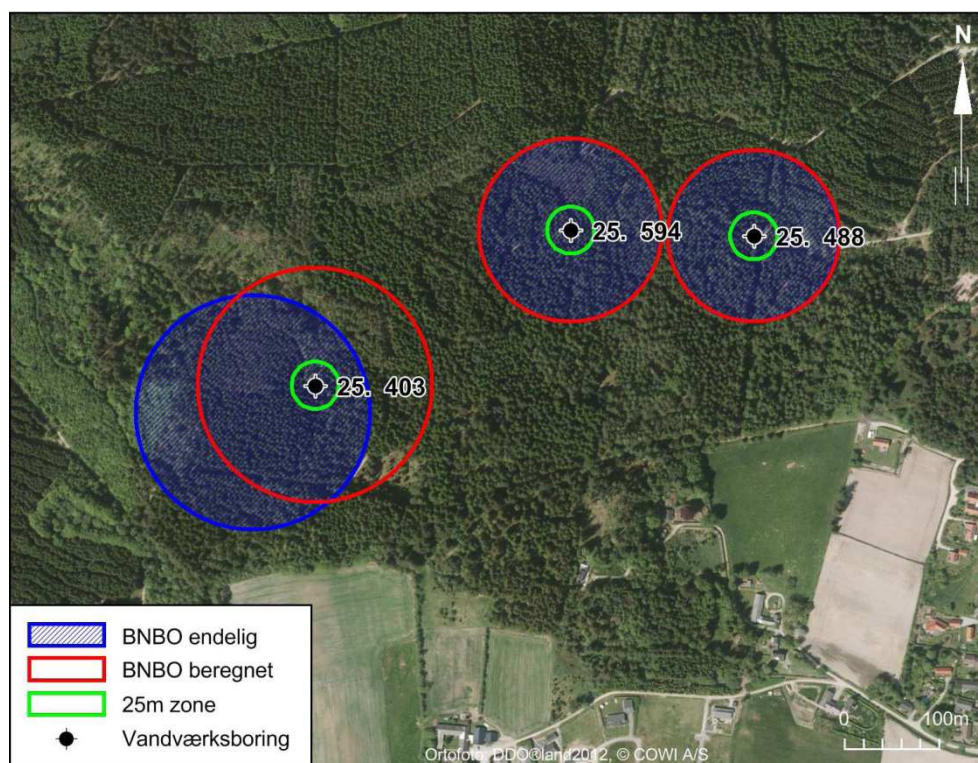 N
25. 594
25. 488
25. 403
BNBO endelig
BNBO beregnet
25m zone
Vandværksboring
0 100m
Ortofoto, DDO®land2012, © COWI A/S